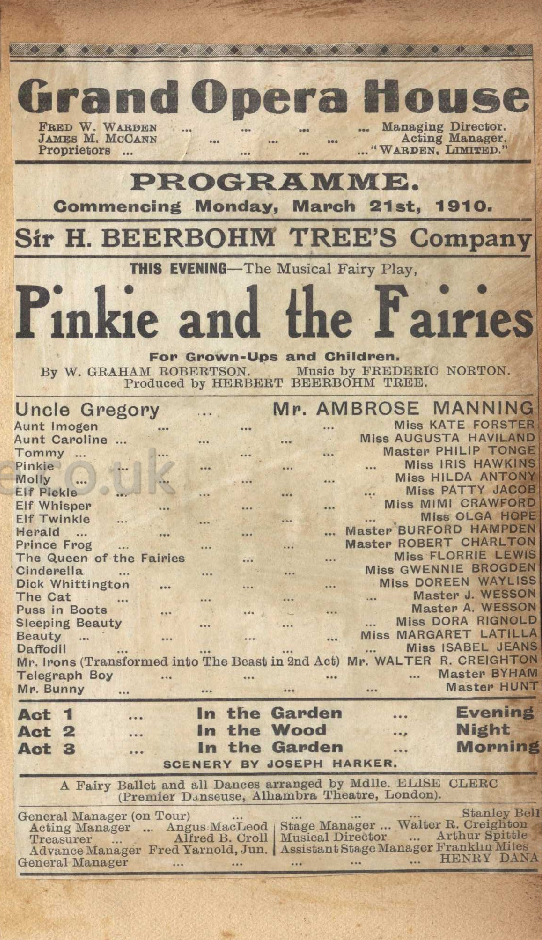 Grand Opera House
FRED W. WARDEN ... ... ... ... Managing Director.
JAMES M. MCCANN ... ... ... Acting Manager.
Proprietors ... ... ... ... "WARDEN, LIMITED."
PROGRAMME.
Commencing Monday, March 21st, 1910.
Sir H. BEERBOHM TREE'S Company
THIS EVENING—The Musical Fairy Play,
Pinkie and the Fairies
For Grown-Ups and Children.
By W. GRAHAM ROBERTSON. Music by FREDERIC NORTON.
Produced by HERBERT BEERBOHM TREE.
Uncle Gregory ... Mr. AMBROSE MANNING
Aunt Imogen ... ... ... Miss KATE FORSTER
Aunt Caroline ... ... ... ... Miss AUGUSTA HAVILAND
Tommy ... ... ... ... Master PHILIP TONGE
Pinkie ... ... ... ... Miss IRIS HAWKINS
Molly ... ... ... ... ... Miss HILDA ANTONY
Elf Pickle ... ... ... ... Miss PATTY JACOB
Elf Whisper ... ... ... Miss MIMI CRAWFORD
Elf Twinkle ... ... ... ... Miss OLGA HOPE
Herald ... ... ... ... Master BURFORD HAMPDEN
Prince Frog ... ... ... Master ROBERT CHARLTON
The Queen of the Fairies ... ... Miss FLORRIE LEWIS
Cinderella ... ... ... Miss GWENNIE BROGDEN
Dick Whittington ... ... ... Miss DOREEN WAYLISS
The Cat ... ... ... ... Master J. WESSON
Puss in Boots ... ... ... Master A. WESSON
Sleeping Beauty ... ... ... Miss DORA RIGNOLD
Beauty ... ... ... ... Miss MARGARET LATILLA
Daffodil ... ... ... ... Miss ISABEL JEANS
Mr. Irons (Transformed into The Beast in 2nd Act) Mr. WALTER R. CREIGHTON
Telegraph Boy ... ... ... ... Master BYHAM
Mr. Bunny ... ... ... ... Master HUNT
Act 1 ... In the Garden ... Evening
Act 2 ... In the Wood ... Night
Act 3 ... In the Garden ... Morning
SCENERY BY JOSEPH HARKER.
A Fairy Ballet and all Dances arranged by Mdlle. ELISE CLERC
(Premier Danseuse, Alhambra Theatre, London).
General Manager (on Tour) ... ... ... ... Stanley Bell
Acting Manager ... Angus MacLeod
Treasurer ... Alfred B. Croll
Advance Manager Fred Yarnold, Jun.
Stage Manager ... Walter R. Creighton
Musical Director ... Arthur Spittle
Assistant Stage Manager Franklin Miles
General Manager ... ... ... ... HENRY DANA
e.co.uk